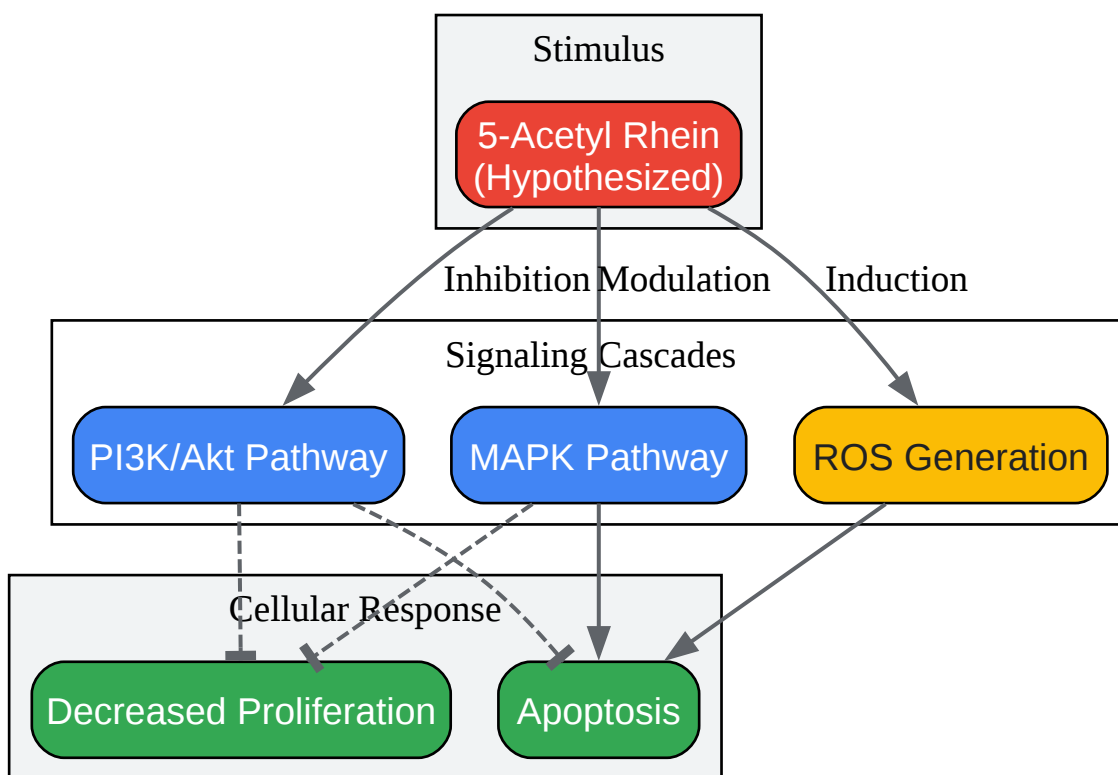 Stimulus
5-Acetyl Rhein
(Hypothesized)
Inhibition
Modulation
Induction
Signaling Cascades
PI3K/Akt Pathway
MAPK Pathway
ROS Generation
Cellular Response
Decreased Proliferation
Apoptosis